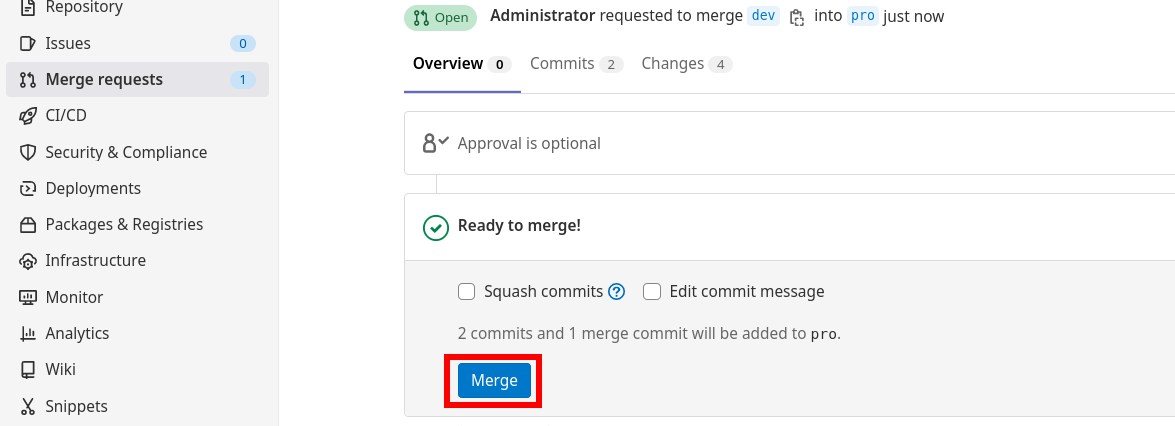 Repository
Issues 0
Merge requests 1
CI/CD
Security & Compliance
Deployments
Packages & Registries
Infrastructure
Monitor
Analytics
Wiki
Snippets
Open Administrator requested to merge dev into pro just now
Overview 0 Commits 2 Changes 4
Approval is optional
Ready to merge!
Squash commits ? Edit commit message
2 commits and 1 merge commit will be added to pro.
Merge